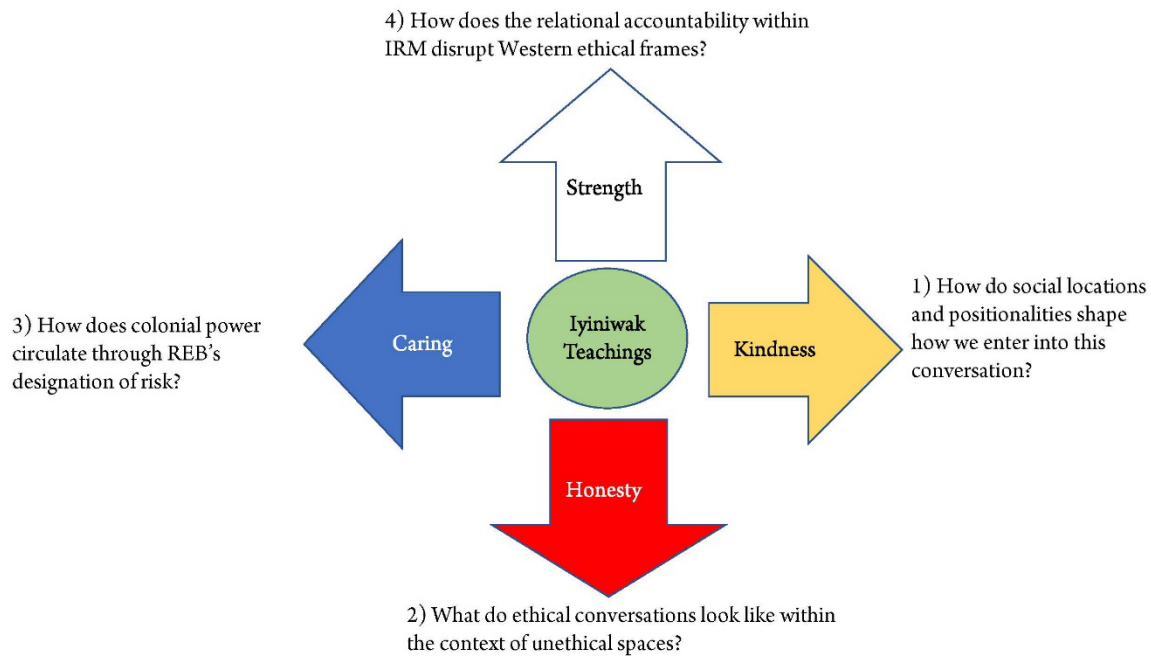 4) How does the relational accountability within
IRM disrupt Western ethical frames?
Strength
1) How do social locations
and positionalities shape
how we enter into this
conversation?
3) How does colonial power
circulate through REB's
designation of risk?
Caring
Iyiniwak
Teachings
Kindness
Honesty
2) What do ethical conversations look like within
the context of unethical spaces?